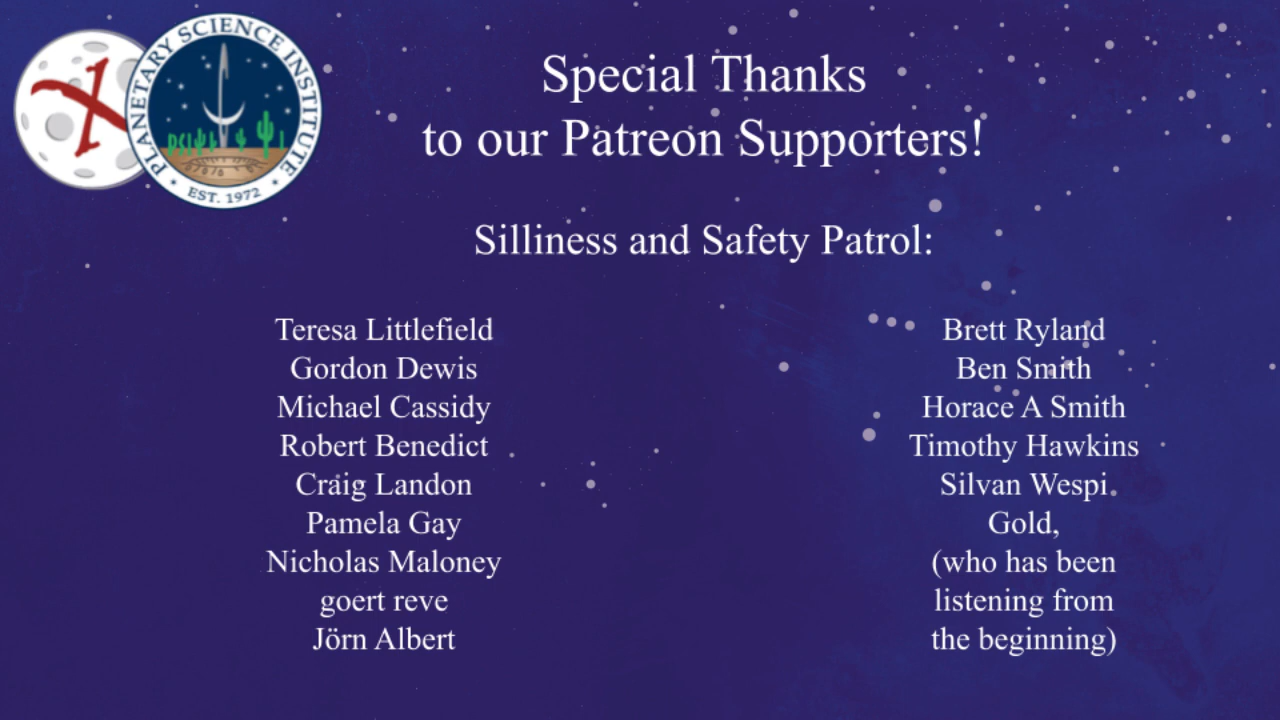 PLANETARY SCIENCE INSTITUTE
PSI
EST. 1972
Special Thanks
to our Patreon Supporters!
Silliness and Safety Patrol:
Teresa Littlefield
Gordon Dewis
Michael Cassidy
Robert Benedict
Craig Landon
Pamela Gay
Nicholas Maloney
goert reve
Jörn Albert
Brett Ryland
Ben Smith
Horace A Smith
Timothy Hawkins
Silvan Wespi
Gold,
(who has been
listening from
the beginning)